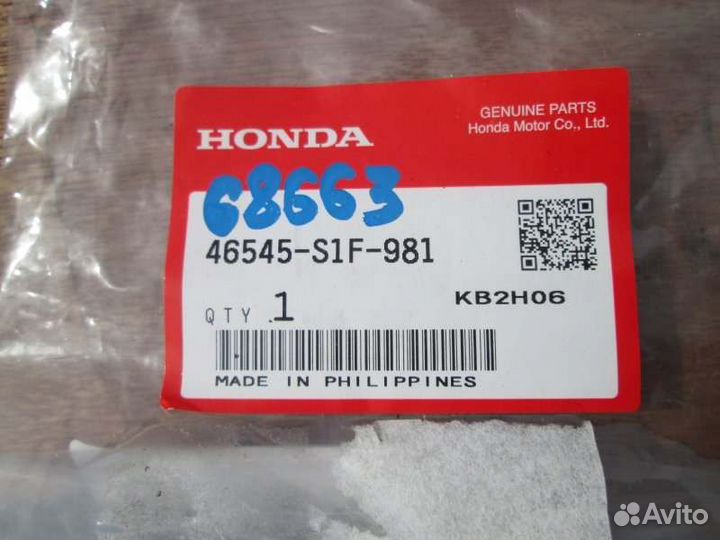 GENUINE PARTS
HONDA
Honda Motor Co., Ltd.
68663
46545-S1F-981
QTY. 1
KB2H06
MADE IN PHILIPPINES
Avito